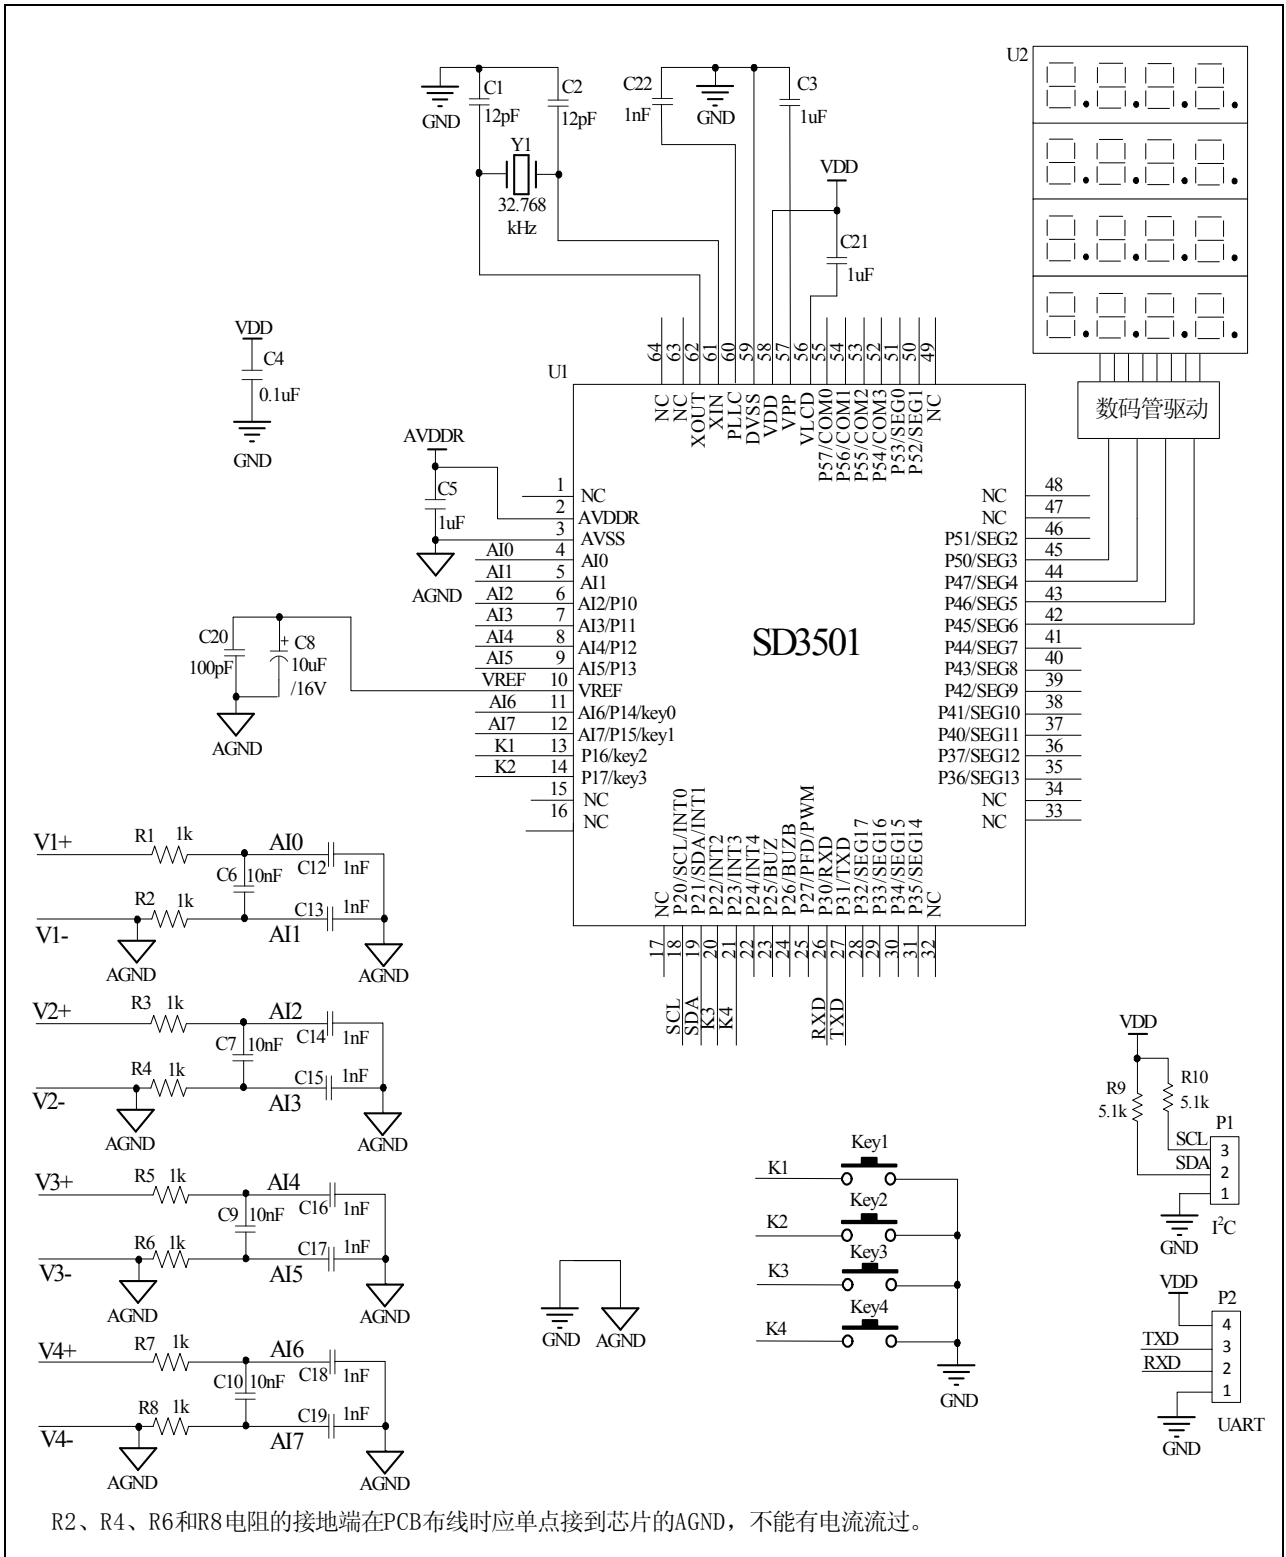 U2
C1
12pF
C2
12pF
GND
Y1
32.768
kHz
C22
1nF
GND
C3
1uF
VDD
C21
1uF
数码管驱动
VDD
C4
0.1uF
GND
AVDDR
C5
1uF
AGND
C20
100pF
C8
+
10uF
/16V
AGND
U1
SD3501
64 63 62 61 60 59 58 57 56 55 54 53 52 51 50 49
NC
NC
XOUT
XIN
PLLC
DVSS
VDD
VPP
VLCD
P57/COM0
P56/COM1
P55/COM2
P54/COM3
P53/SEG0
P52/SEG1
NC
1 NC
2 AVDDR
3 AVSS
AI0 4 AI0
AI1 5 AI1
AI2 6 AI2/P10
AI3 7 AI3/P11
AI4 8 AI4/P12
AI5 9 AI5/P13
VREF 10 VREF
AI6 11 AI6/P14/key0
AI7 12 AI7/P15/key1
K1 13 P16/key2
K2 14 P17/key3
15 NC
16 NC
NC 48
NC 47
P51/SEG2 46
P50/SEG3 45
P47/SEG4 44
P46/SEG5 43
P45/SEG6 42
P44/SEG7 41
P43/SEG8 40
P42/SEG9 39
P41/SEG10 38
P40/SEG11 37
P37/SEG12 36
P36/SEG13 35
NC 34
NC 33
NC
P20/SCL/INT0
P21/SDA/INT1
P22/INT2
P23/INT3
P24/INT4
P25/BUZ
P26/BUZB
P27/PFD/PWM
P30/RXD
P31/TXD
P32/SEG17
P33/SEG16
P34/SEG15
P35/SEG14
NC
17 18 19 20 21 22 23 24 25 26 27 28 29 30 31 32
SCL
SDA
K3
K4
RXD
TXD
V1+ R1 1k AI0
C6 10nF C12 1nF
R2 1k C13 1nF
V1- AI1
AGND AGND
V2+ R3 1k AI2
C7 10nF C14 1nF
R4 1k C15 1nF
V2- AI3
AGND AGND
V3+ R5 1k AI4
C9 10nF C16 1nF
R6 1k C17 1nF
V3- AI5
AGND AGND
V4+ R7 1k AI6
C10 10nF C18 1nF
R8 1k C19 1nF
V4- AI7
AGND AGND
GND AGND
Key1
K1
Key2
K2
Key3
K3
Key4
K4
GND
VDD
R9
5.1k
R10
5.1k
P1
SCL 3
SDA 2
1
GND
I²C
VDD
P2
4
TXD 3
RXD 2
1
GND
UART
R2、R4、R6和R8电阻的接地端在PCB布线时应单点接到芯片的AGND，不能有电流流过。